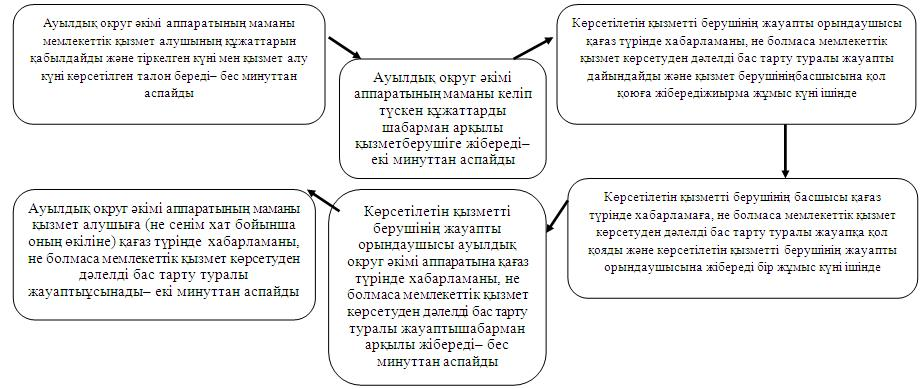 Ауылдық округ әкімі аппаратының маманы
мемлекеттік қызмет алушының құжаттарын
қабылдайды және тіркелген күні мен қызмет алу
күні көрсетілген талон береді– бес минуттан
аспайды
Ауылдық округ әкімі
аппаратының маманы келіп
түскен құжаттарды
шабарман арқылы
қызметберушіге жібереді–
екі минуттан аспайды
Көрсетілетін қызметті берушінің жауапты орындаушысы
қағаз түрінде хабарламаны, не болмаса мемлекеттік
қызмет көрсетуден дәлелді бас тарту туралы жауапты
дайындайды және қызмет берушініңбасшысына қол
қоюға жібередіжиырма жұмыс күні ішінде
Көрсетілетін қызметті берушінің басшысы қағаз
түрінде хабарламаға, не болмаса мемлекеттік қызмет
көрсетуден дәлелді бас тарту туралы жауапқа қол
қояды және көрсетілетін қызметті берушінің жауапты
орындаушысына жібереді бір жұмыс күні ішінде
Көрсетілетін қызметті
берушінің жауапты
орындаушысы ауылдық
округ әкімі аппаратына қағаз
түрінде хабарламаны, не
болмаса мемлекеттік қызмет
көрсетуден дәлелді бас тарту
туралы жауаптышабарман
арқылы жібереді– бес
минуттан аспайды
Ауылдық округ әкімі аппаратының маманы
қызмет алушыға (не сенім хат бойынша
оның өкіліне) қағаз түрінде хабарламаны,
не болмаса мемлекеттік қызмет көрсетуден
дәлелді бас тарту туралы
жауаптыұсынады– екі минуттан аспайды